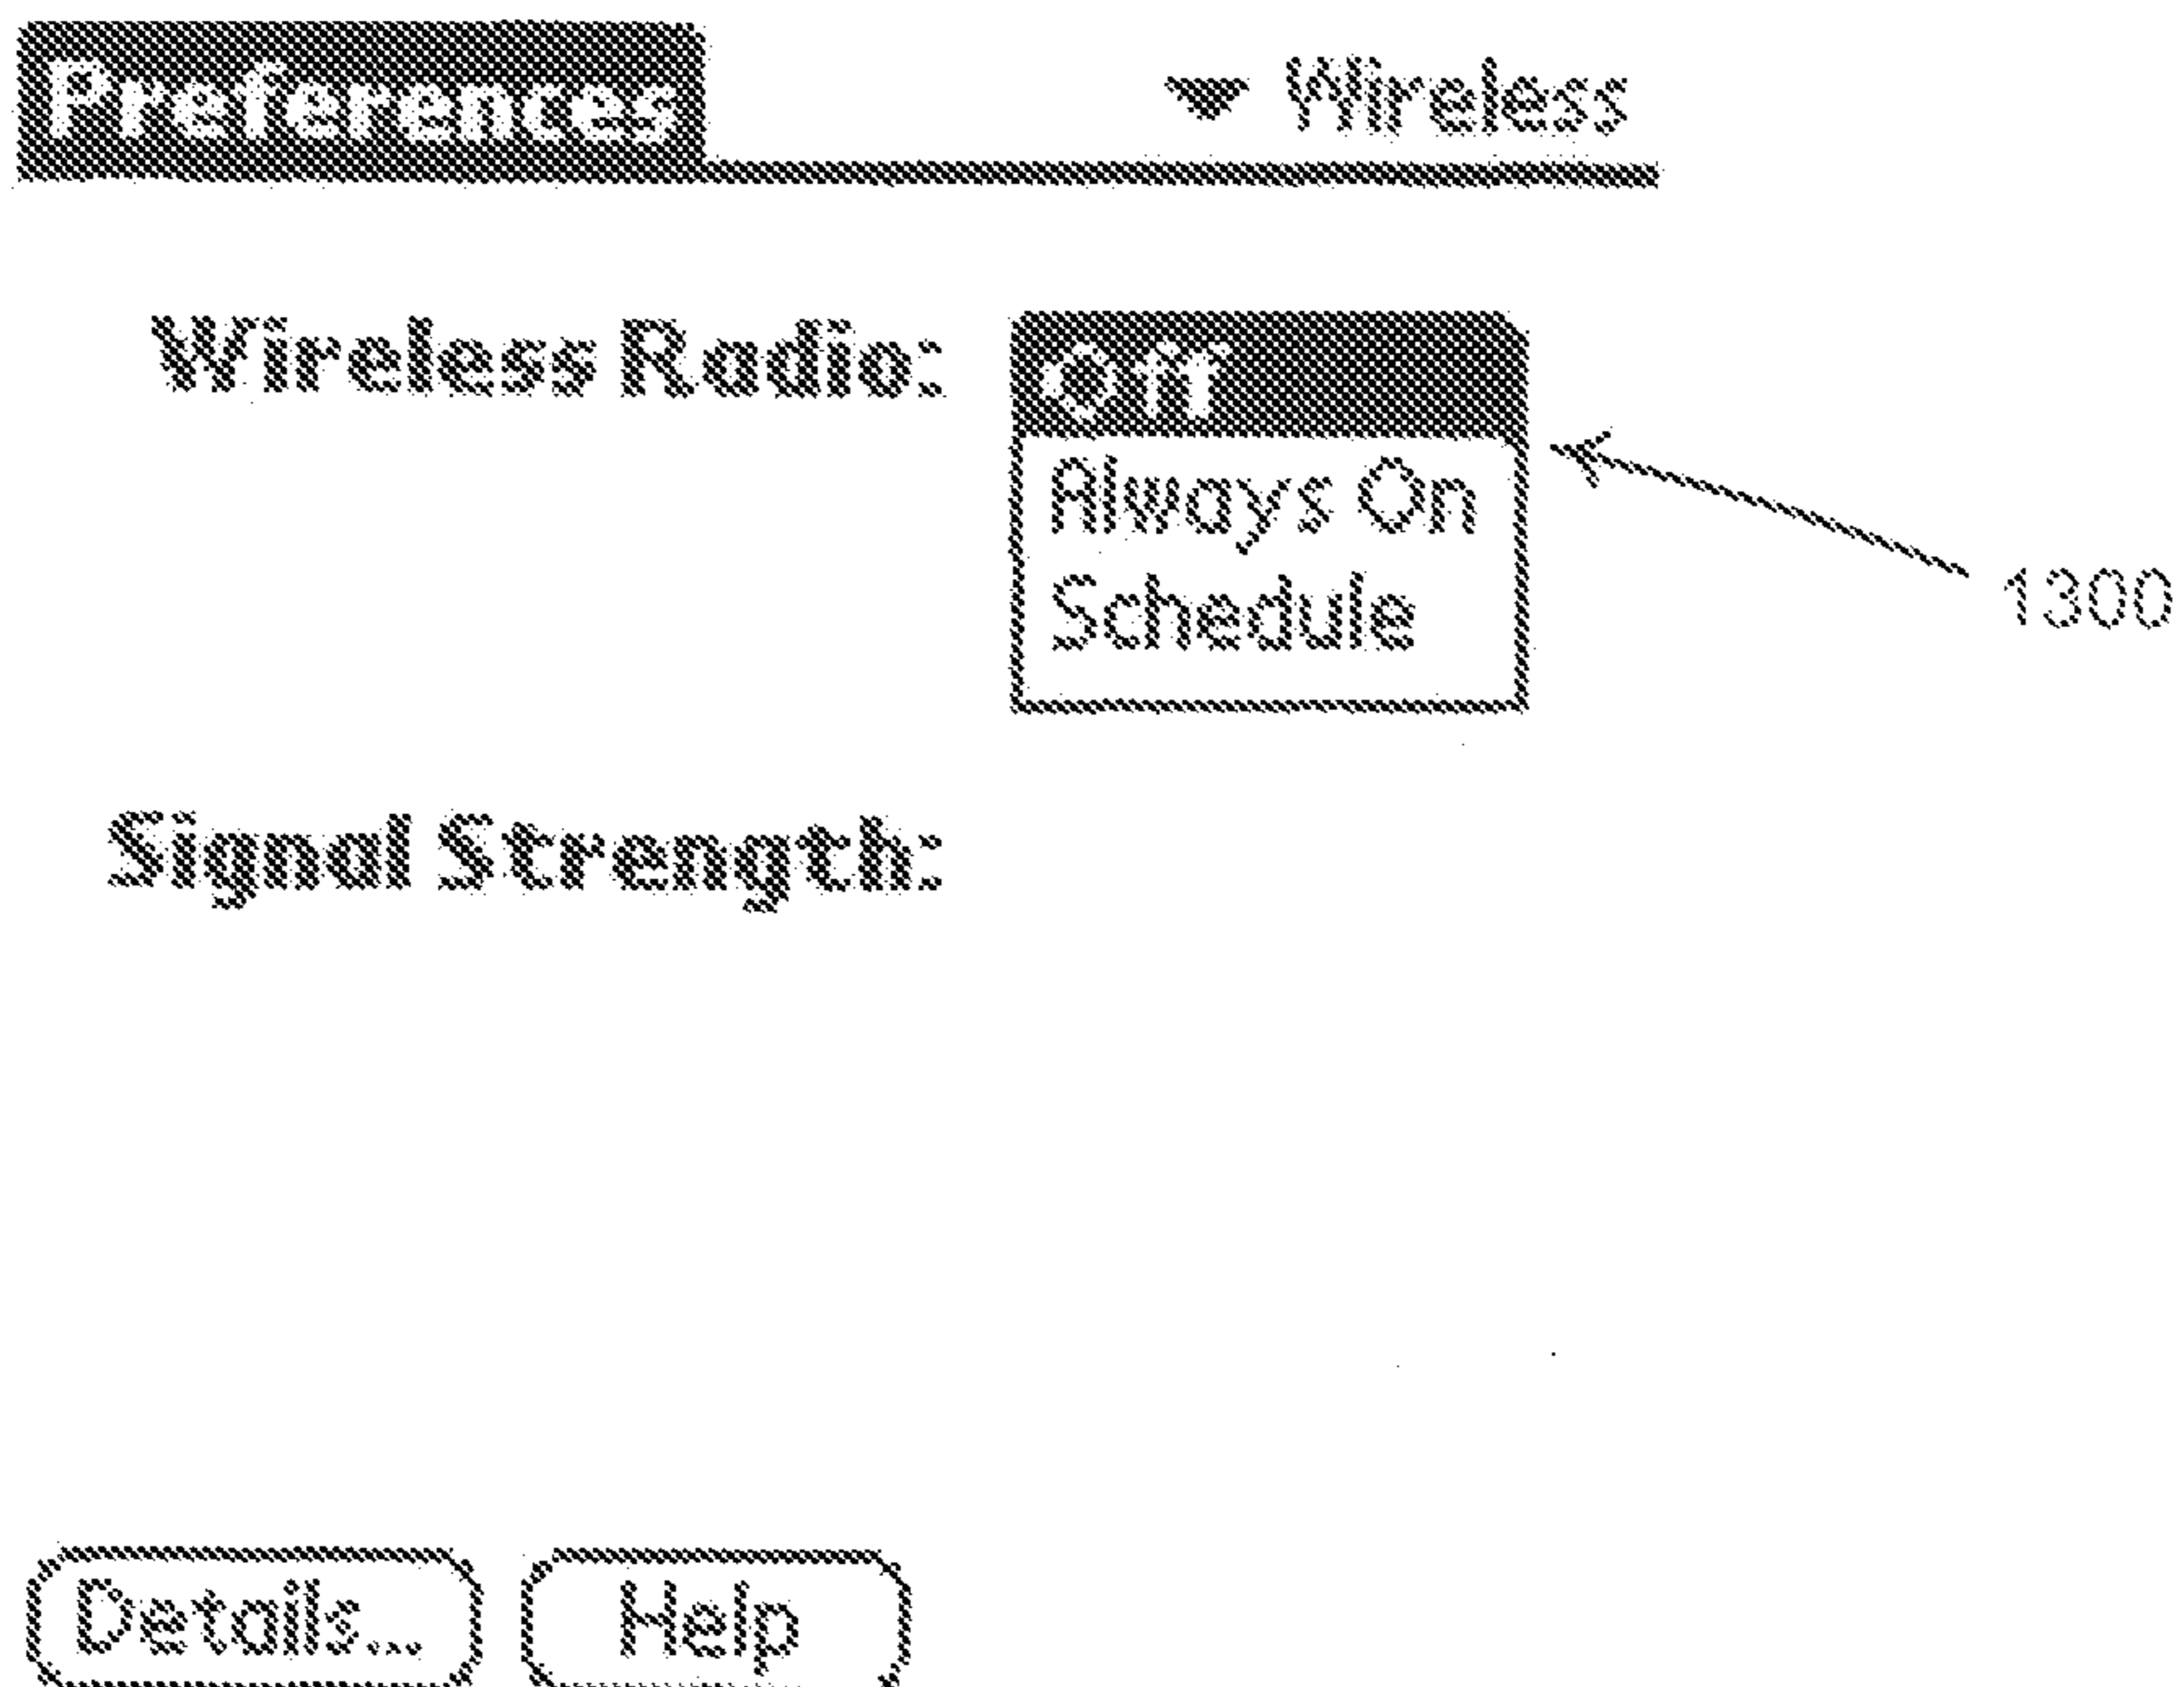 Preferences ▼ Wireless
Wireless Radio: Off
Always On
Schedule
1300
Signal Strength:
Details... Help